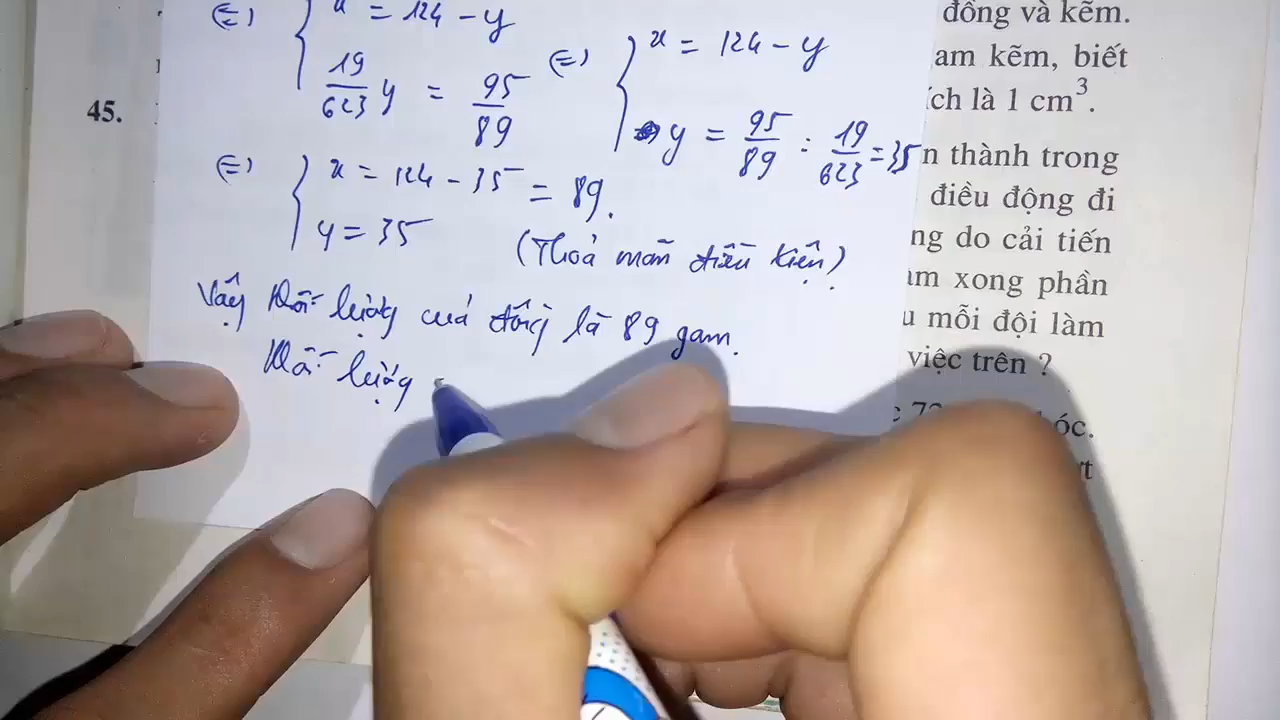 (=) { x = 124 - y
19/623 y = 95/89
(=) { x = 124 - y
y = 95/89 : 19/623 = 35
(=) { x = 124 - 35 = 89.
y = 35
(Thoả mãn điều kiện)
Vậy khối lượng của đồng là 89 gam.
Khối lượng
45.
đồng và kẽm.
am kẽm, biết
ích là 1 cm³.
n thành trong
điều động đi
ng do cải tiến
àm xong phần
u mỗi đội làm
việc trên ?
óc.